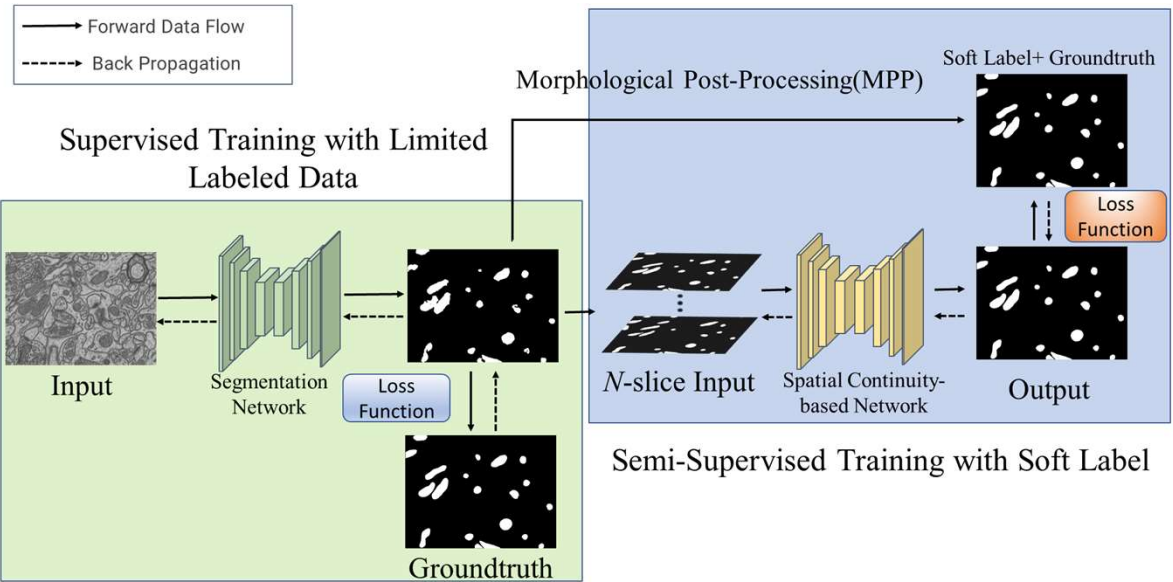 Forward Data Flow
Back Propagation
Supervised Training with Limited
Labeled Data
Input
Segmentation
Network
Loss
Function
Groundtruth
Morphological Post-Processing(MPP)
Soft Label+ Groundtruth
Loss
Function
N-slice Input
Spatial Continuity-
based Network
Output
Semi-Supervised Training with Soft Label